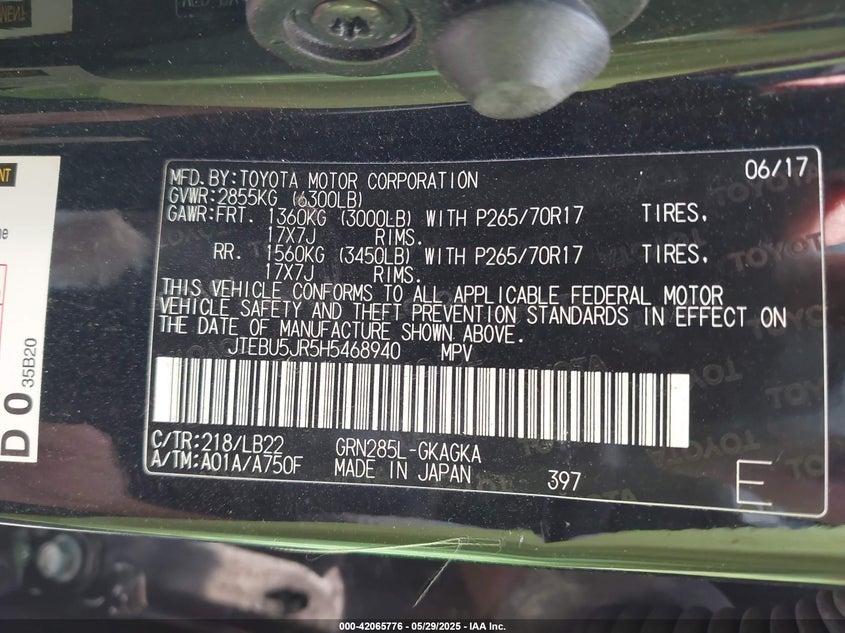 MFD. BY: TOYOTA MOTOR CORPORATION 06/17
GVWR: 2855KG (6300LB)
GAWR: FRT. 1360KG (3000LB) WITH P265/70R17 TIRES.
17X7J RIMS.
RR. 1560KG (3450LB) WITH P265/70R17 TIRES.
17X7J RIMS.
THIS VEHICLE CONFORMS TO ALL APPLICABLE FEDERAL MOTOR
VEHICLE SAFETY AND THEFT PREVENTION STANDARDS IN EFFECT ON
THE DATE OF MANUFACTURE SHOWN ABOVE.
JTEBU5JR5H5468940 MPV
C/TR: 218/LB22 GRN285L-GKAGKA
A/TM: A01A/A750F MADE IN JAPAN 397 E
D 0 35B20
TOYOTA
000-42065776 - 05/29/2025 - IAA Inc.